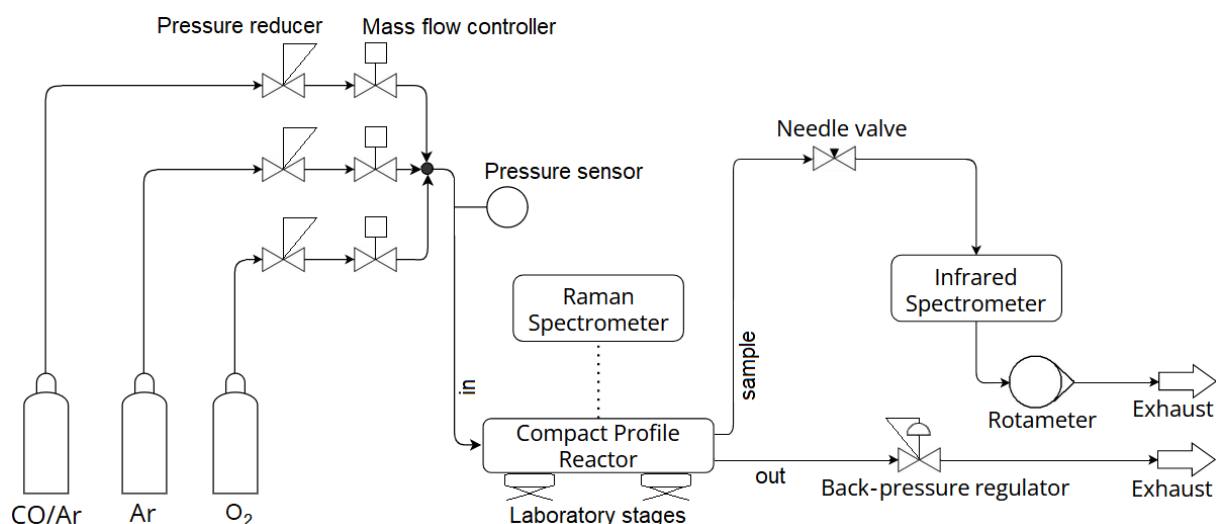 Pressure reducer
Mass flow controller
Needle valve
Pressure sensor
Infrared
Spectrometer
Raman
Spectrometer
in
sample
Rotameter
Exhaust
Compact Profile
Reactor
out
Back-pressure regulator
Exhaust
CO/Ar
Ar
O₂
Laboratory stages